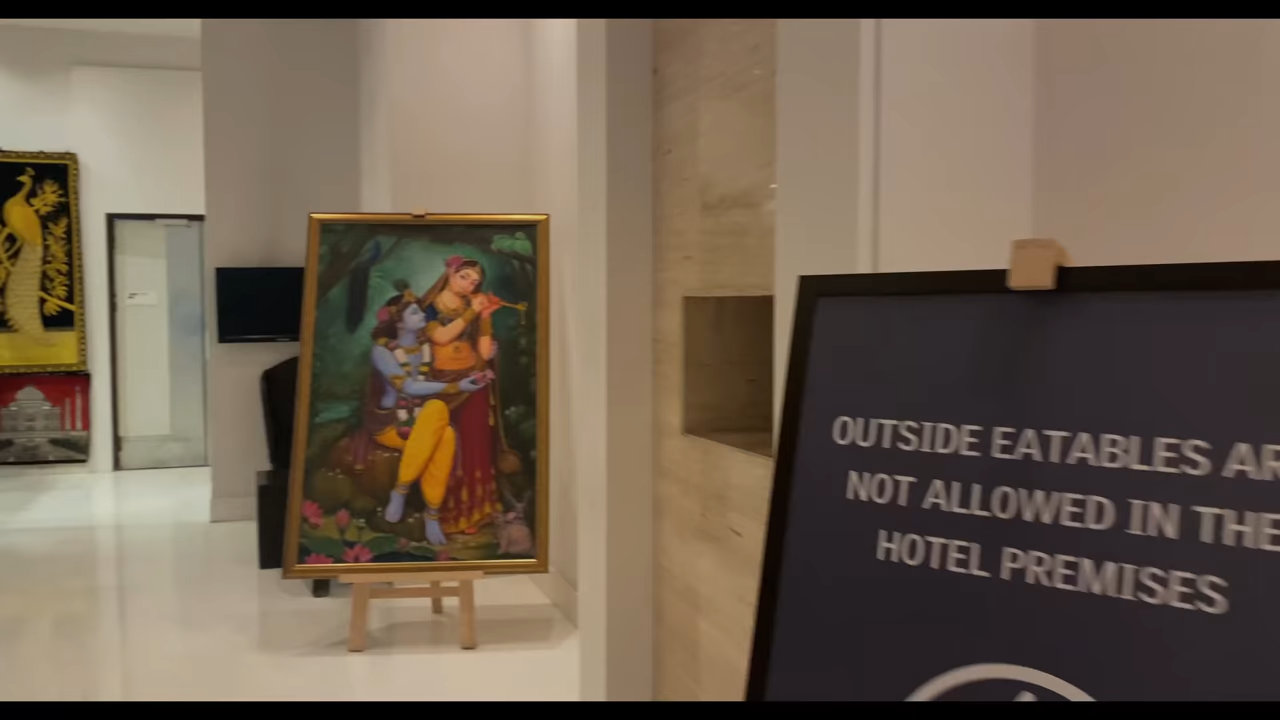 OUTSIDE EATABLES AR
NOT ALLOWED IN THE
HOTEL PREMISES